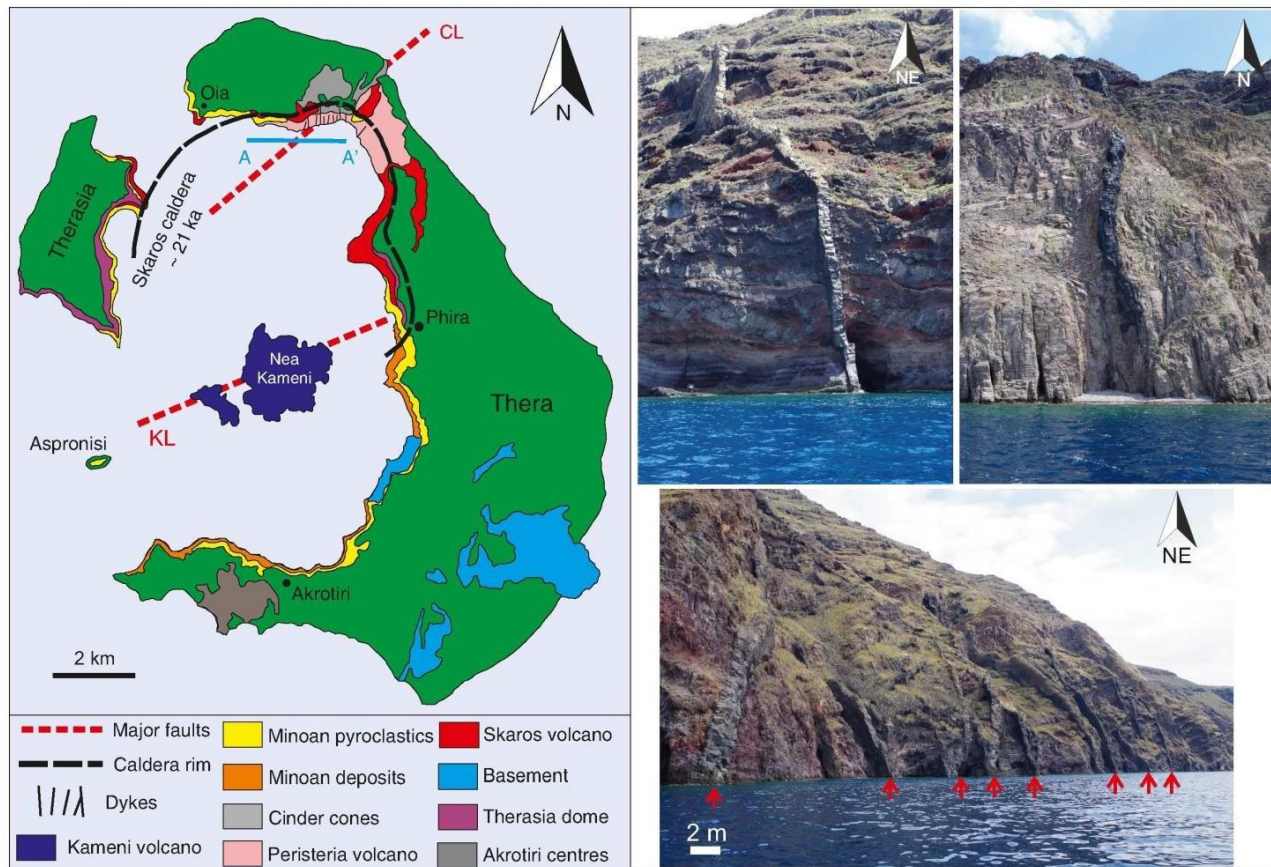 CL
N
Oia
A
A'
Skaros caldera
~ 21 ka
Therasia
Phira
Nea
Kameni
Thera
KL
Aspronisi
Akrotiri
2 km
Major faults
Caldera rim
Dykes
Kameni volcano
Minoan pyroclastics
Minoan deposits
Cinder cones
Peristeria volcano
Skaros volcano
Basement
Therasia dome
Akrotiri centres
NE
N
NE
2 m